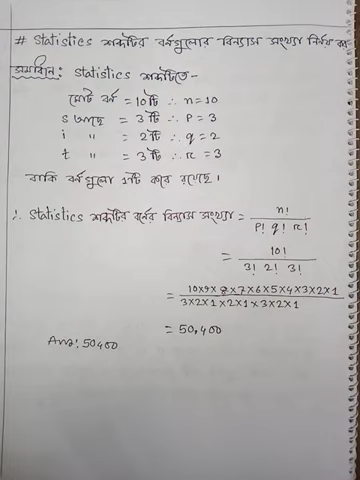 # Statistics শব্দটির বর্ণগুলোর বিন্যাস সংখ্যা নির্ণয় কর
সমাধান: Statistics শব্দটিতে -
মোট বর্ণ = 10টি ∴ n=10
s আছে = 3টি ∴ P = 3
i " = 2টি ∴ q = 2
t " = 3টি ∴ r = 3
বাকি বর্ণগুলো ১টি করে রয়েছে।
∴ Statistics শব্দটির বর্ণের বিন্যাস সংখ্যা = n! / P! q! r!
= 10! / 3! 2! 3!
= 10×9×8×7×6×5×4×3×2×1 / 3×2×1×2×1×3×2×1
= 50,400
Ans: 50400